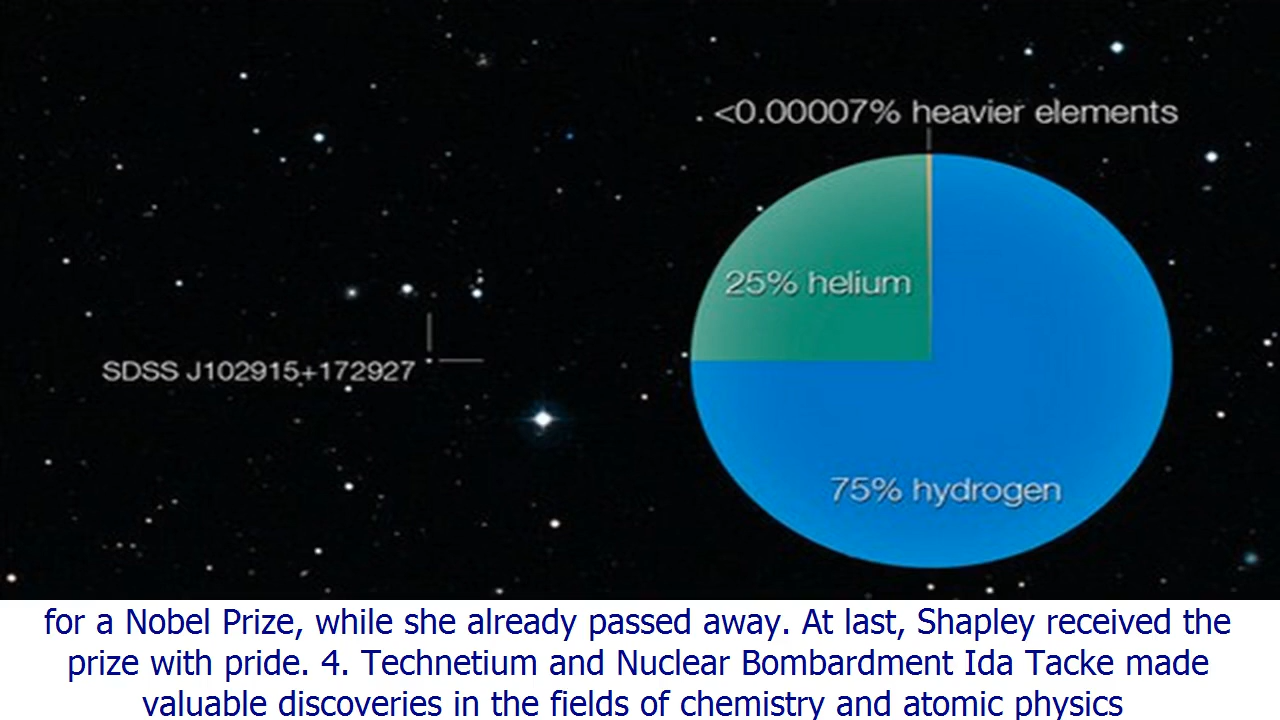 <0.00007% heavier elements
25% helium
SDSS J102915+172927
75% hydrogen
for a Nobel Prize, while she already passed away. At last, Shapley received the
prize with pride. 4. Technetium and Nuclear Bombardment Ida Tacke made
valuable discoveries in the fields of chemistry and atomic physics